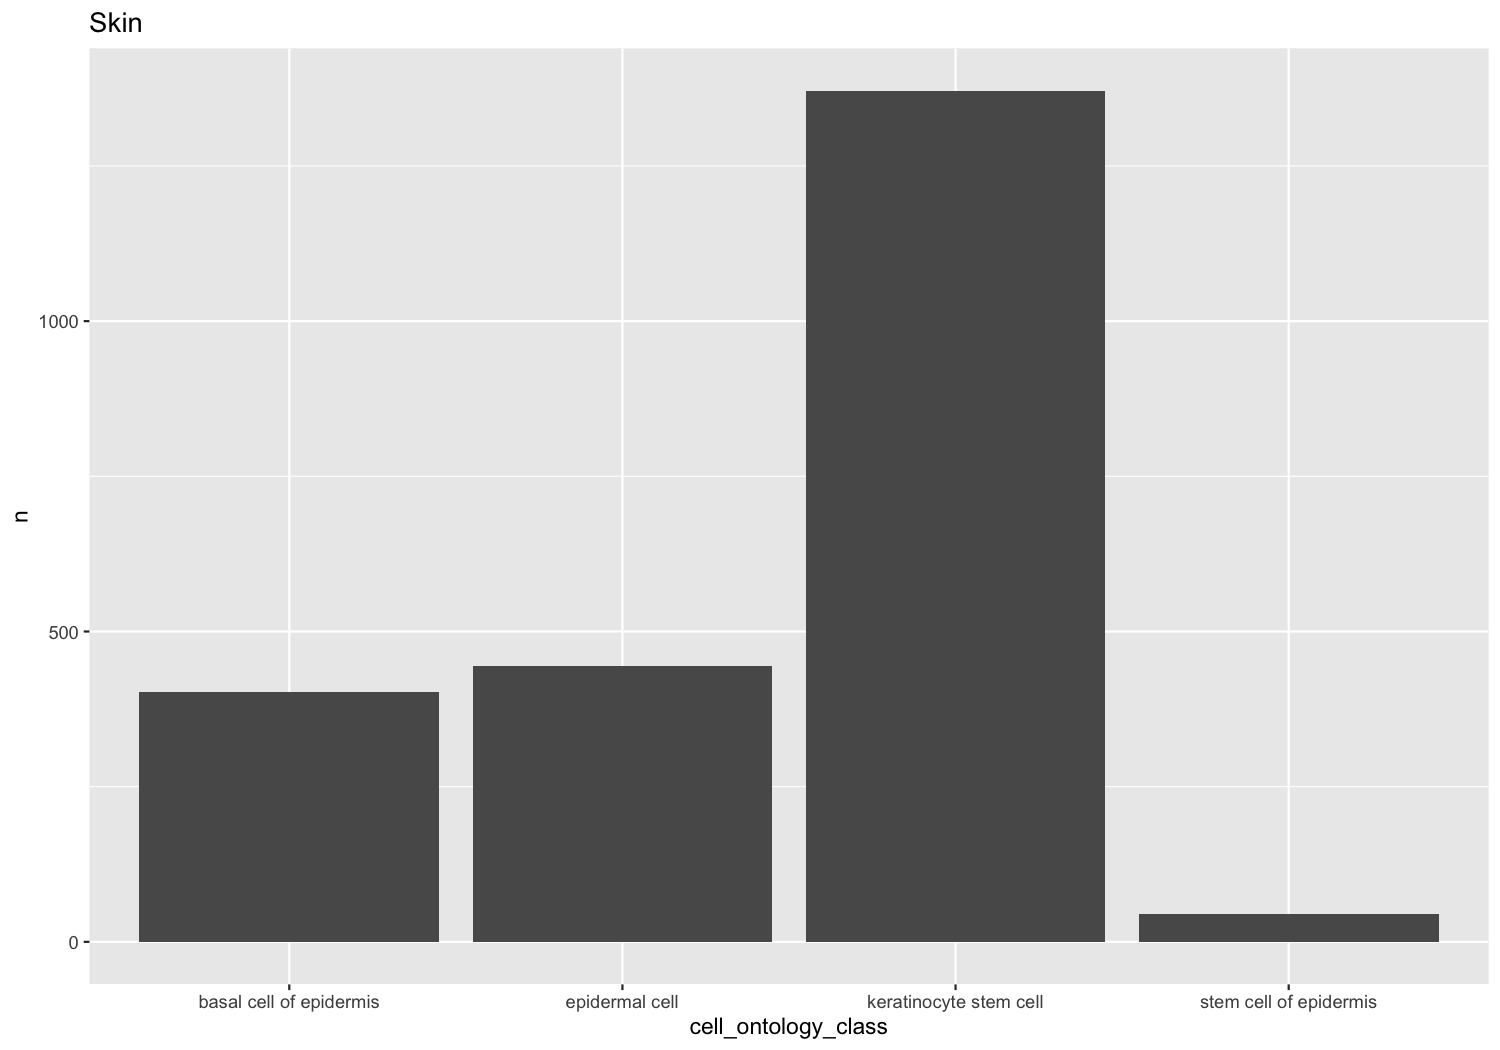 Skin
1000
n
500
0
basal cell of epidermis
epidermal cell
keratinocyte stem cell
stem cell of epidermis
cell_ontology_class